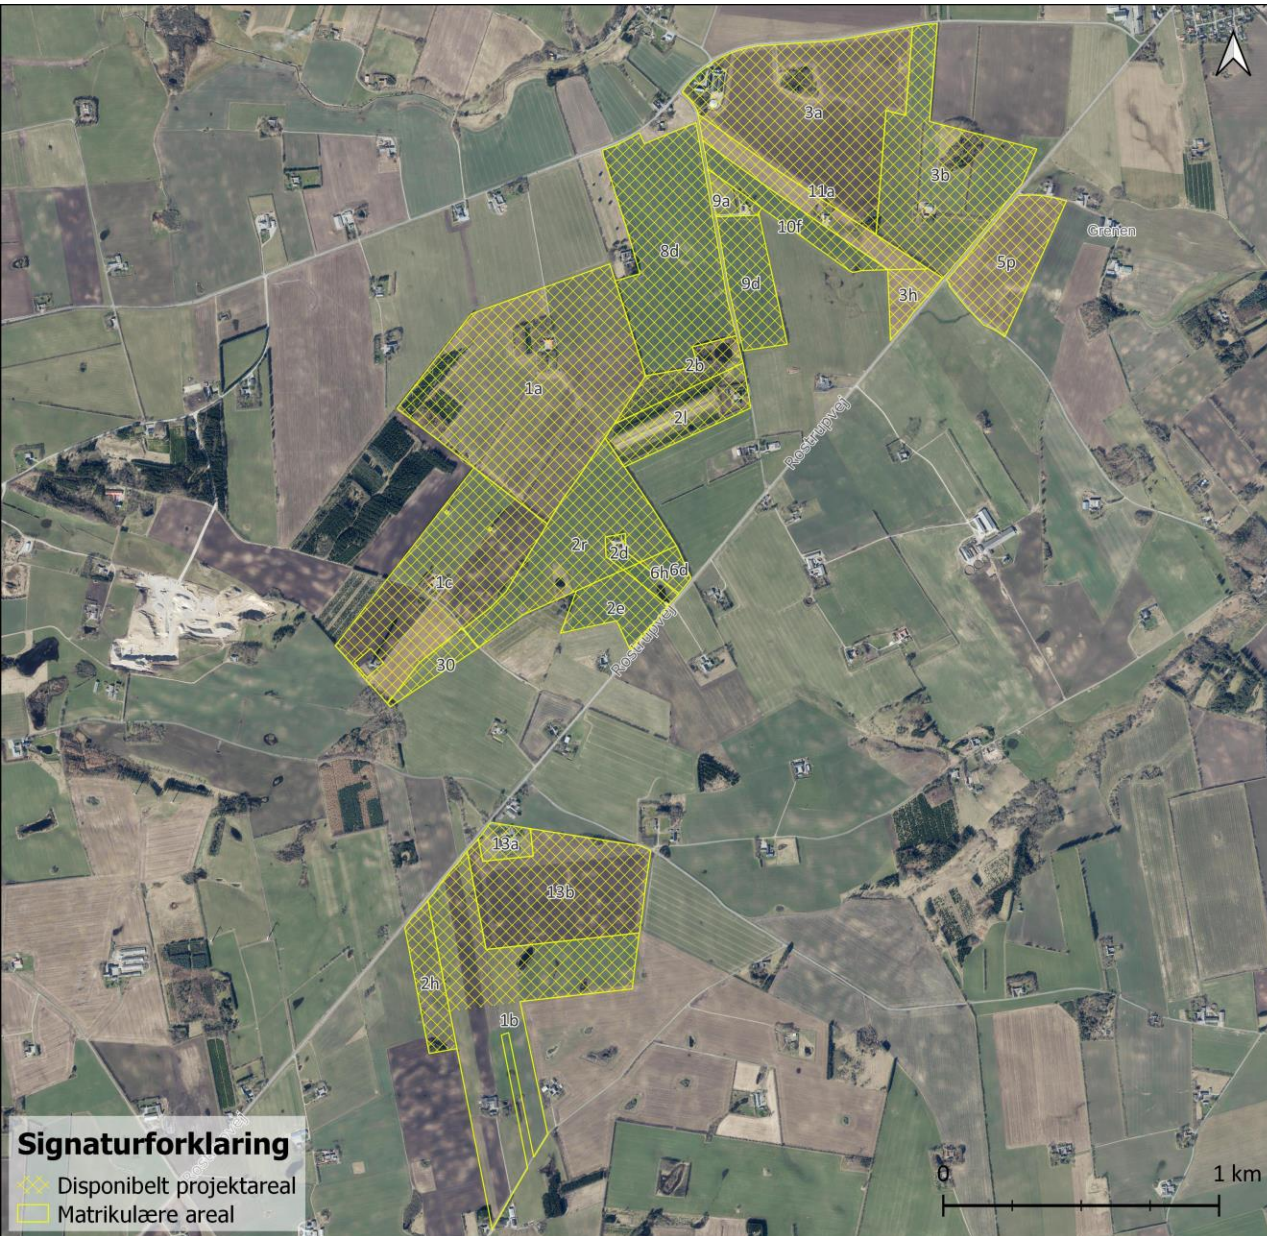 3a
3b
11a
9a
10f
Grenen
8d
5p
9d
3h
2b
1a
2l
Rostrupvej
2r
2d
6h
6d
1c
2e
Rostrupvej
30
13a
13b
2h
1b
Rostrupvej
Signaturforklaring
Disponibelt projektareal
Matrikulære areal
0
1 km